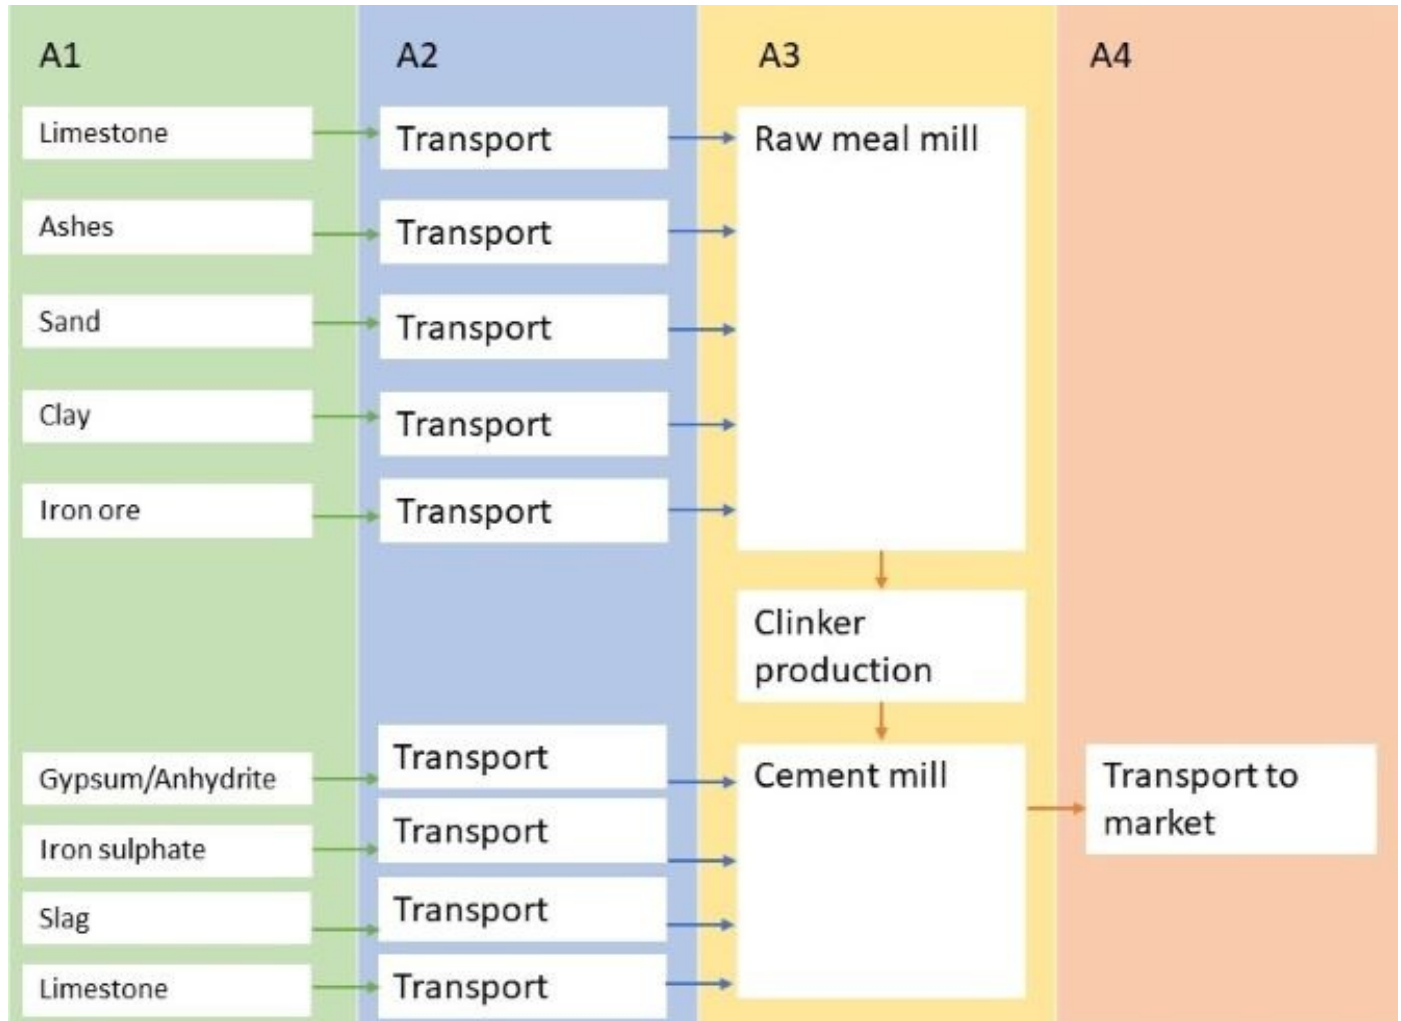 A1
A2
A3
A4
Limestone
Transport
Raw meal mill
Ashes
Transport
Sand
Transport
Clay
Transport
Iron ore
Transport
Clinker
production
Gypsum/Anhydrite
Transport
Cement mill
Transport to
market
Iron sulphate
Transport
Slag
Transport
Limestone
Transport